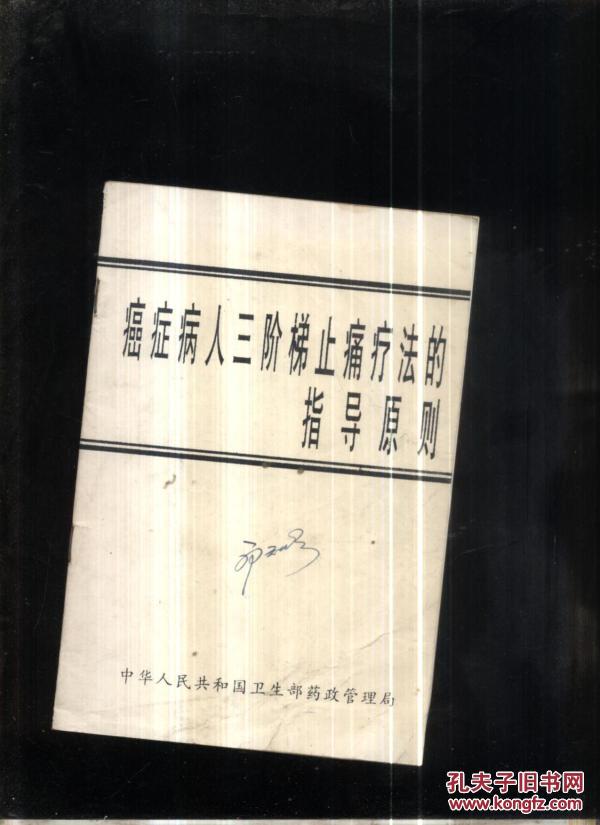 癌症病人三阶梯止痛疗法的
指导原则
中华人民共和国卫生部药政管理局
孔夫子旧书网
www.kongfz.com